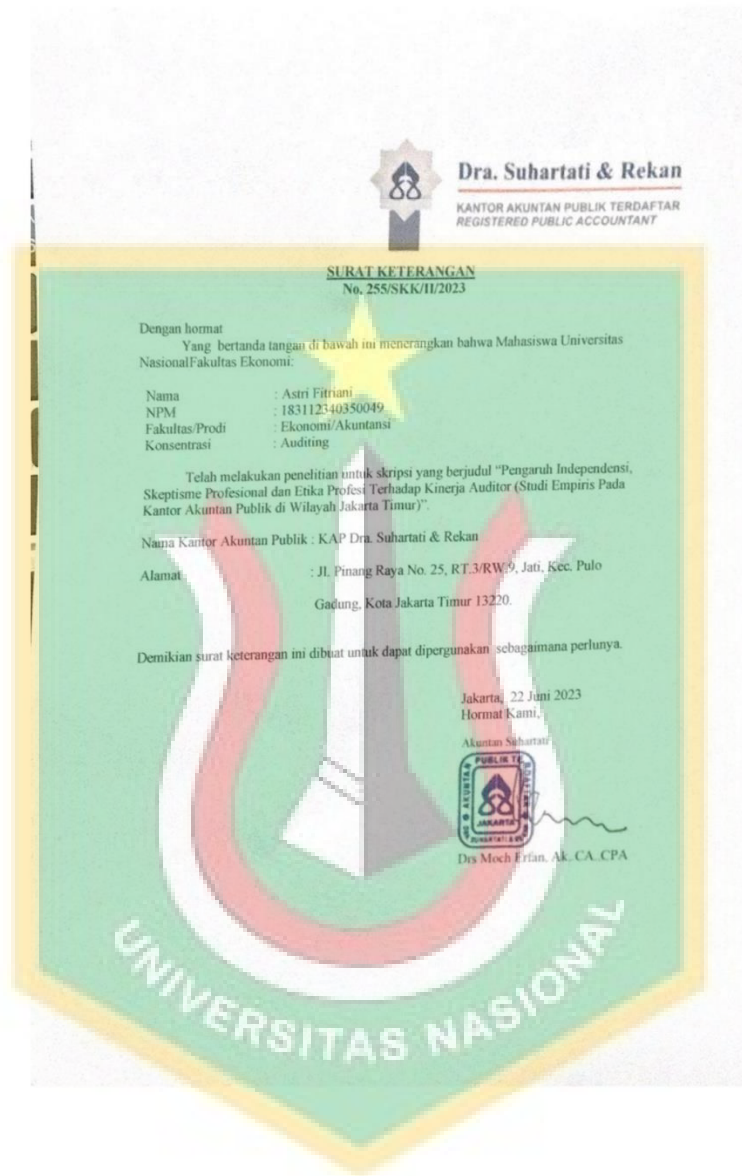 Dra. Suhartati & Rekan
KANTOR AKUNTAN PUBLIK TERDAFTAR
REGISTERED PUBLIC ACCOUNTANT
SURAT KETERANGAN
No. 255/SKK/II/2023
Dengan hormat
Yang bertanda tangan di bawah ini menerangkan bahwa Mahasiswa Universitas
NasionalFakultas Ekonomi:
Nama : Astri Fitriani
NPM : 183112340350049
Fakultas/Prodi : Ekonomi/Akuntansi
Konsentrasi : Auditing
Telah melakukan penelitian untuk skripsi yang berjudul “Pengaruh Independensi,
Skeptisme Profesional dan Etika Profesi Terhadap Kinerja Auditor (Studi Empiris Pada
Kantor Akuntan Publik di Wilayah Jakarta Timur)”.
Nama Kantor Akuntan Publik : KAP Dra. Suhartati & Rekan
Alamat : Jl. Pinang Raya No. 25, RT.3/RW.9, Jati, Kec. Pulo
Gadung, Kota Jakarta Timur 13220.
Demikian surat keterangan ini dibuat untuk dapat dipergunakan sebagaimana perlunya.
Jakarta, 22 Juni 2023
Hormat Kami,
Akuntan Suhartati
AKUNTAN PUBLIK
JAKARTA
Drs Moch Erfan, Ak. CA. CPA
UNIVERSITAS NASIONAL